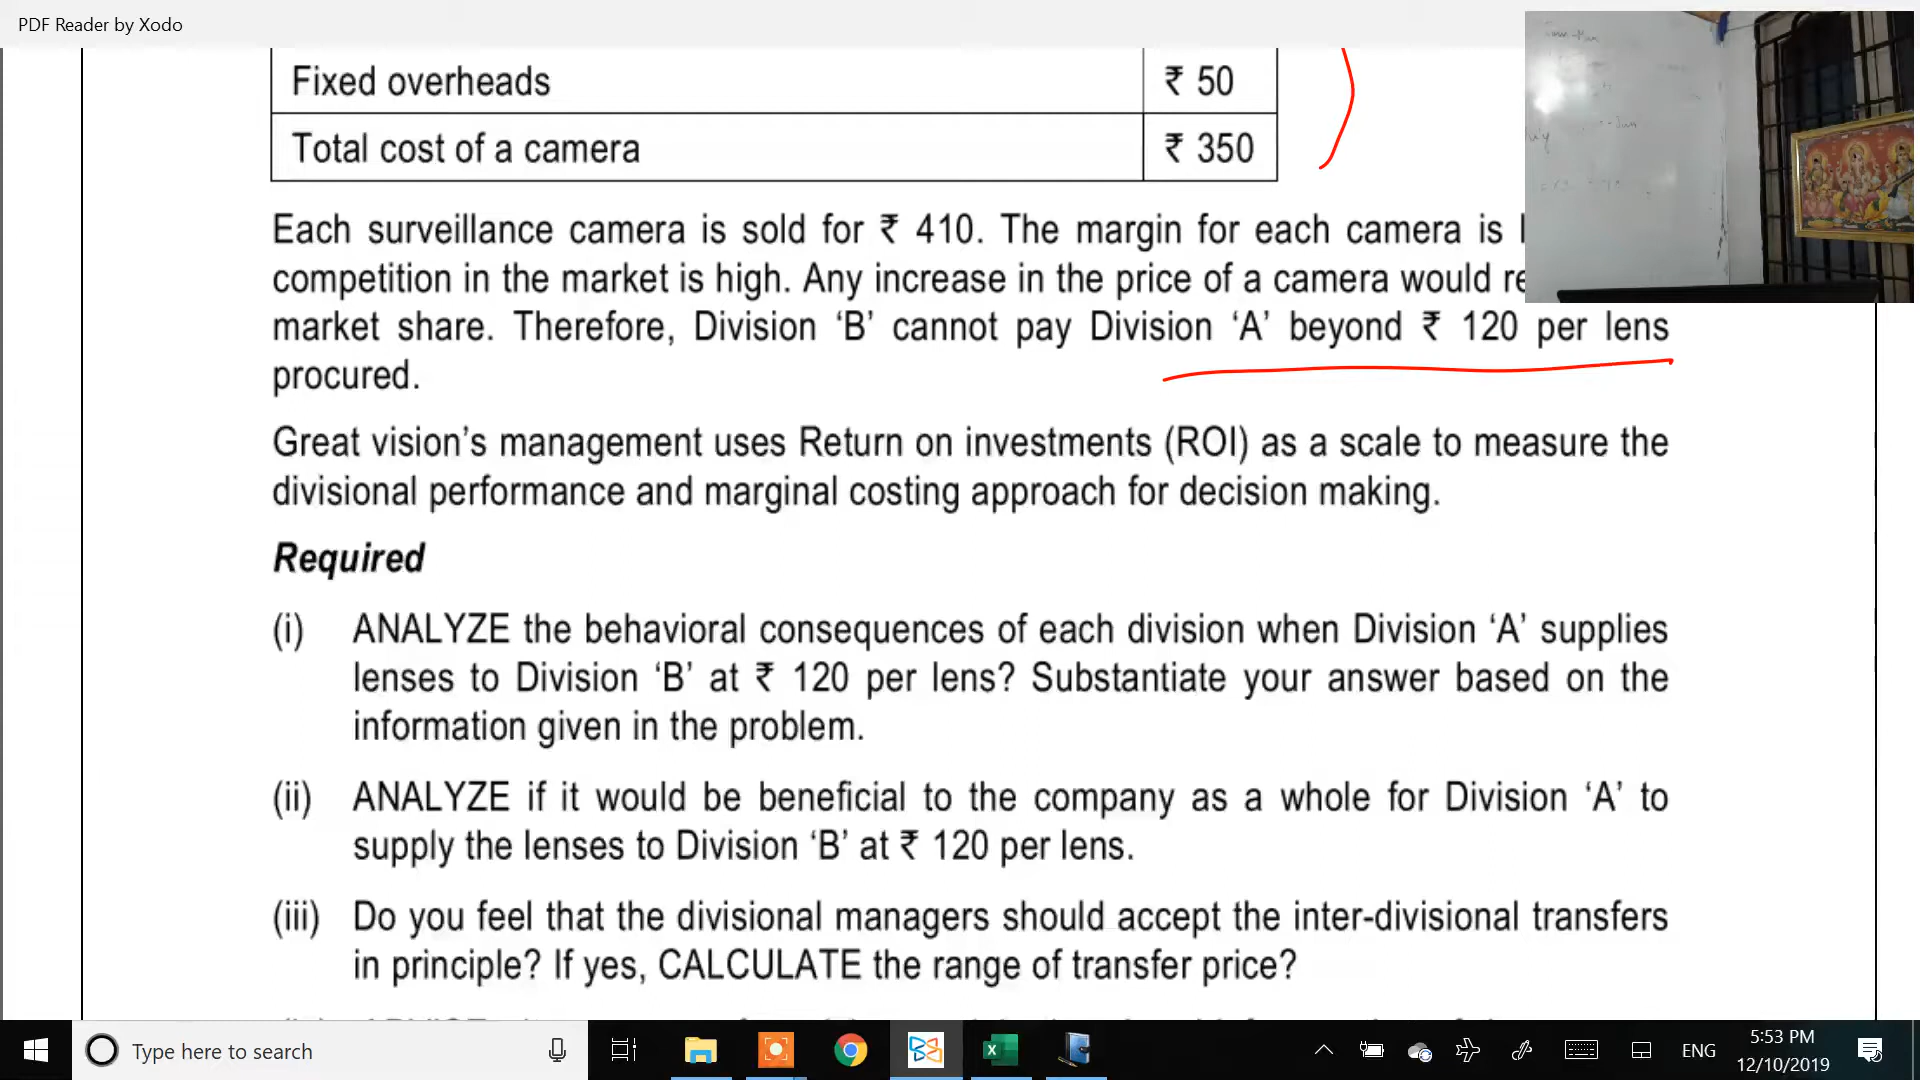 PDF Reader by Xodo
Fixed overheads ₹ 50
Total cost of a camera ₹ 350
Each surveillance camera is sold for ₹ 410. The margin for each camera is
competition in the market is high. Any increase in the price of a camera would
market share. Therefore, Division ‘B’ cannot pay Division ‘A’ beyond ₹ 120 per lens
procured.
Great vision’s management uses Return on investments (ROI) as a scale to measure the
divisional performance and marginal costing approach for decision making.
Required
(i) ANALYZE the behavioral consequences of each division when Division ‘A’ supplies
lenses to Division ‘B’ at ₹ 120 per lens? Substantiate your answer based on the
information given in the problem.
(ii) ANALYZE if it would be beneficial to the company as a whole for Division ‘A’ to
supply the lenses to Division ‘B’ at ₹ 120 per lens.
(iii) Do you feel that the divisional managers should accept the inter-divisional transfers
in principle? If yes, CALCULATE the range of transfer price?
Type here to search
ENG
5:53 PM
12/10/2019